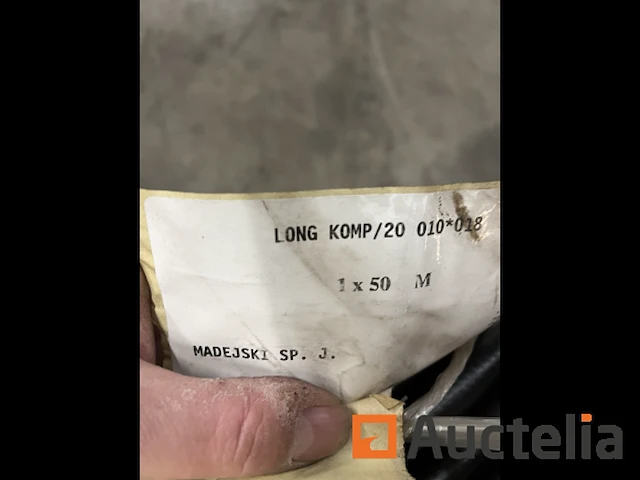 LONG KOMP/20 010*018
1 x 50 M
MADEJSKI SP. J.
Auctelia